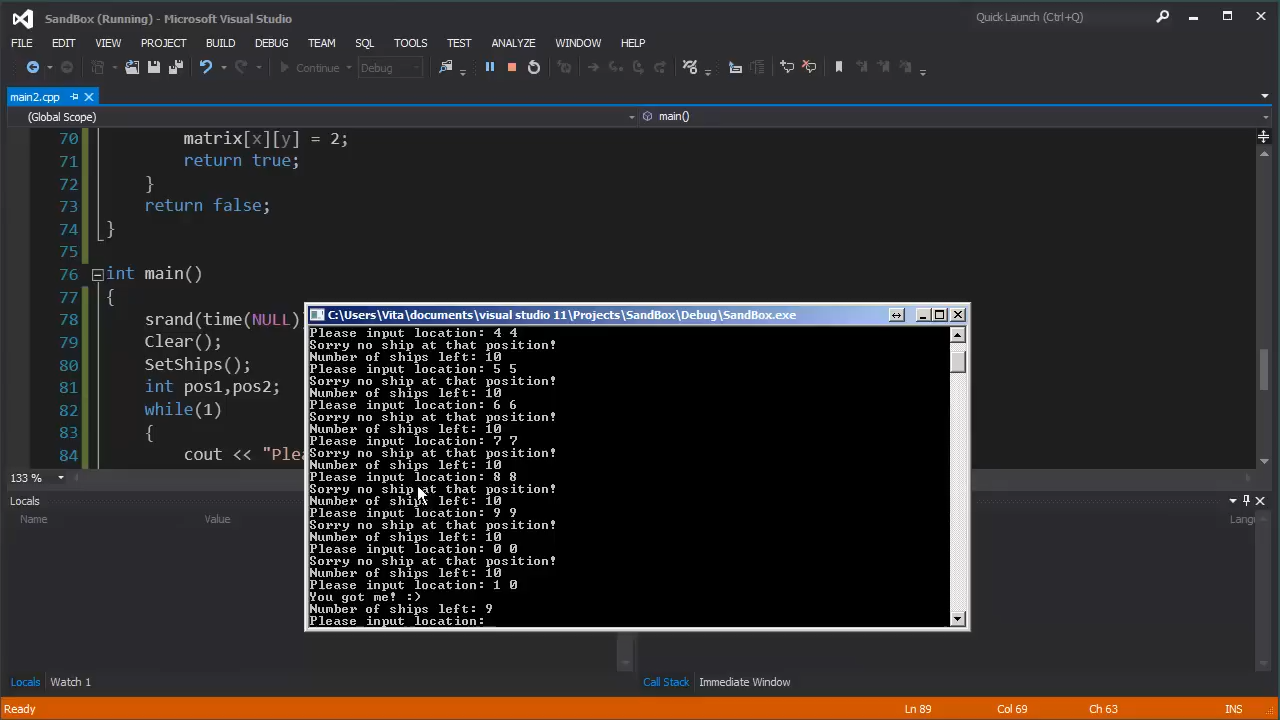 SandBox (Running) - Microsoft Visual Studio
Quick Launch (Ctrl+Q)
FILE EDIT VIEW PROJECT BUILD DEBUG TEAM SQL TOOLS TEST ANALYZE WINDOW HELP
Continue Debug
main2.cpp
(Global Scope) main()
70 matrix[x][y] = 2;
71 return true;
72 }
73 return false;
74 }
75
76 int main()
77 {
78 srand(time(NULL)
79 Clear();
80 SetShips();
81 int pos1,pos2;
82 while(1)
83 {
84 cout << "Plea
C:\Users\Vita\documents\visual studio 11\Projects\SandBox\Debug\SandBox.exe
Please input location: 4 4
Sorry no ship at that position!
Number of ships left: 10
Please input location: 5 5
Sorry no ship at that position!
Number of ships left: 10
Please input location: 6 6
Sorry no ship at that position!
Number of ships left: 10
Please input location: 7 7
Sorry no ship at that position!
Number of ships left: 10
Please input location: 8 8
Sorry no ship at that position!
Number of ships left: 10
Please input location: 9 9
Sorry no ship at that position!
Number of ships left: 10
Please input location: 0 0
Sorry no ship at that position!
Number of ships left: 10
Please input location: 1 0
You got me! :)
Number of ships left: 9
Please input location:_
133 %
Locals
Name Value Lang
Locals Watch 1 Call Stack Immediate Window
Ready Ln 89 Col 69 Ch 63 INS